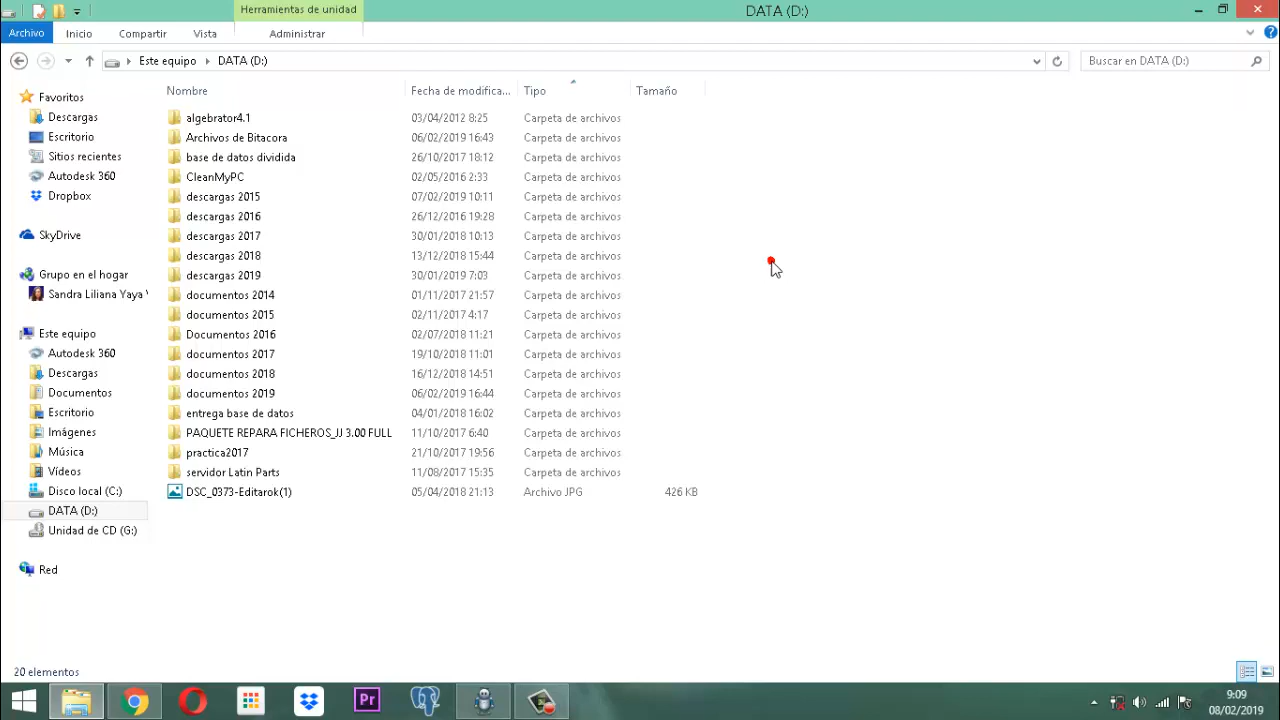 Herramientas de unidad
DATA (D:)
Archivo Inicio Compartir Vista Administrar
Este equipo DATA (D:) Buscar en DATA (D:)
Nombre Fecha de modifica... Tipo Tamaño
Favoritos
Descargas
Escritorio
Sitios recientes
Autodesk 360
Dropbox
SkyDrive
Grupo en el hogar
Sandra Liliana Yaya
Este equipo
Autodesk 360
Descargas
Documentos
Escritorio
Imágenes
Música
Vídeos
Disco local (C:)
DATA (D:)
Unidad de CD (G:)
Red
algebrator4.1 03/04/2012 8:25 Carpeta de archivos
Archivos de Bitacora 06/02/2019 16:43 Carpeta de archivos
base de datos dividida 26/10/2017 18:12 Carpeta de archivos
CleanMyPC 02/05/2016 2:33 Carpeta de archivos
descargas 2015 07/02/2019 10:11 Carpeta de archivos
descargas 2016 26/12/2016 19:28 Carpeta de archivos
descargas 2017 30/01/2018 10:13 Carpeta de archivos
descargas 2018 13/12/2018 15:44 Carpeta de archivos
descargas 2019 30/01/2019 7:03 Carpeta de archivos
documentos 2014 01/11/2017 21:57 Carpeta de archivos
documentos 2015 02/11/2017 4:17 Carpeta de archivos
Documentos 2016 02/07/2018 11:21 Carpeta de archivos
documentos 2017 19/10/2018 11:01 Carpeta de archivos
documentos 2018 16/12/2018 14:51 Carpeta de archivos
documentos 2019 06/02/2019 16:44 Carpeta de archivos
entrega base de datos 04/01/2018 16:02 Carpeta de archivos
PAQUETE REPARA FICHEROS_JJ 3.00 FULL 11/10/2017 6:40 Carpeta de archivos
practica2017 21/10/2017 19:56 Carpeta de archivos
servidor Latin Parts 11/08/2017 15:35 Carpeta de archivos
DSC_0373-Editarok(1) 05/04/2018 21:13 Archivo JPG 426 KB
20 elementos
Pr
9:09
08/02/2019